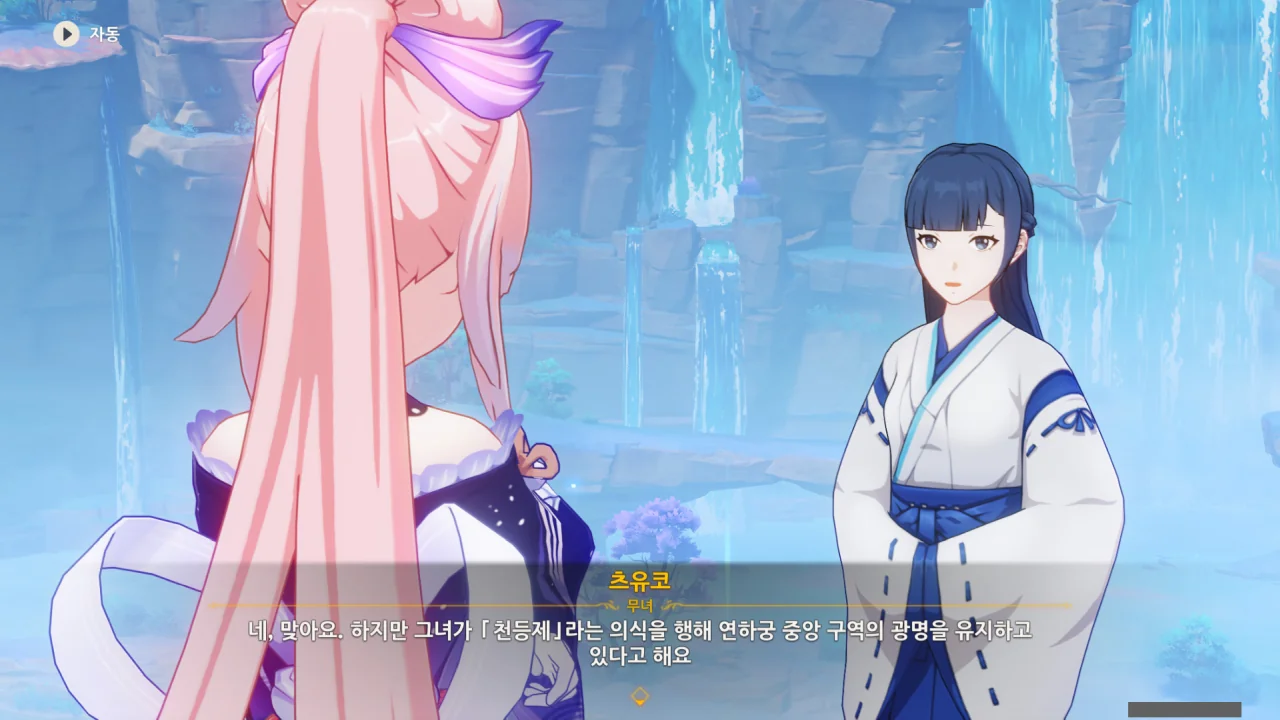 자동
츠유코
무녀
네, 맞아요. 하지만 그녀가 「천등제」라는 의식을 행해 연하궁 중앙 구역의 광명을 유지하고
있다고 해요